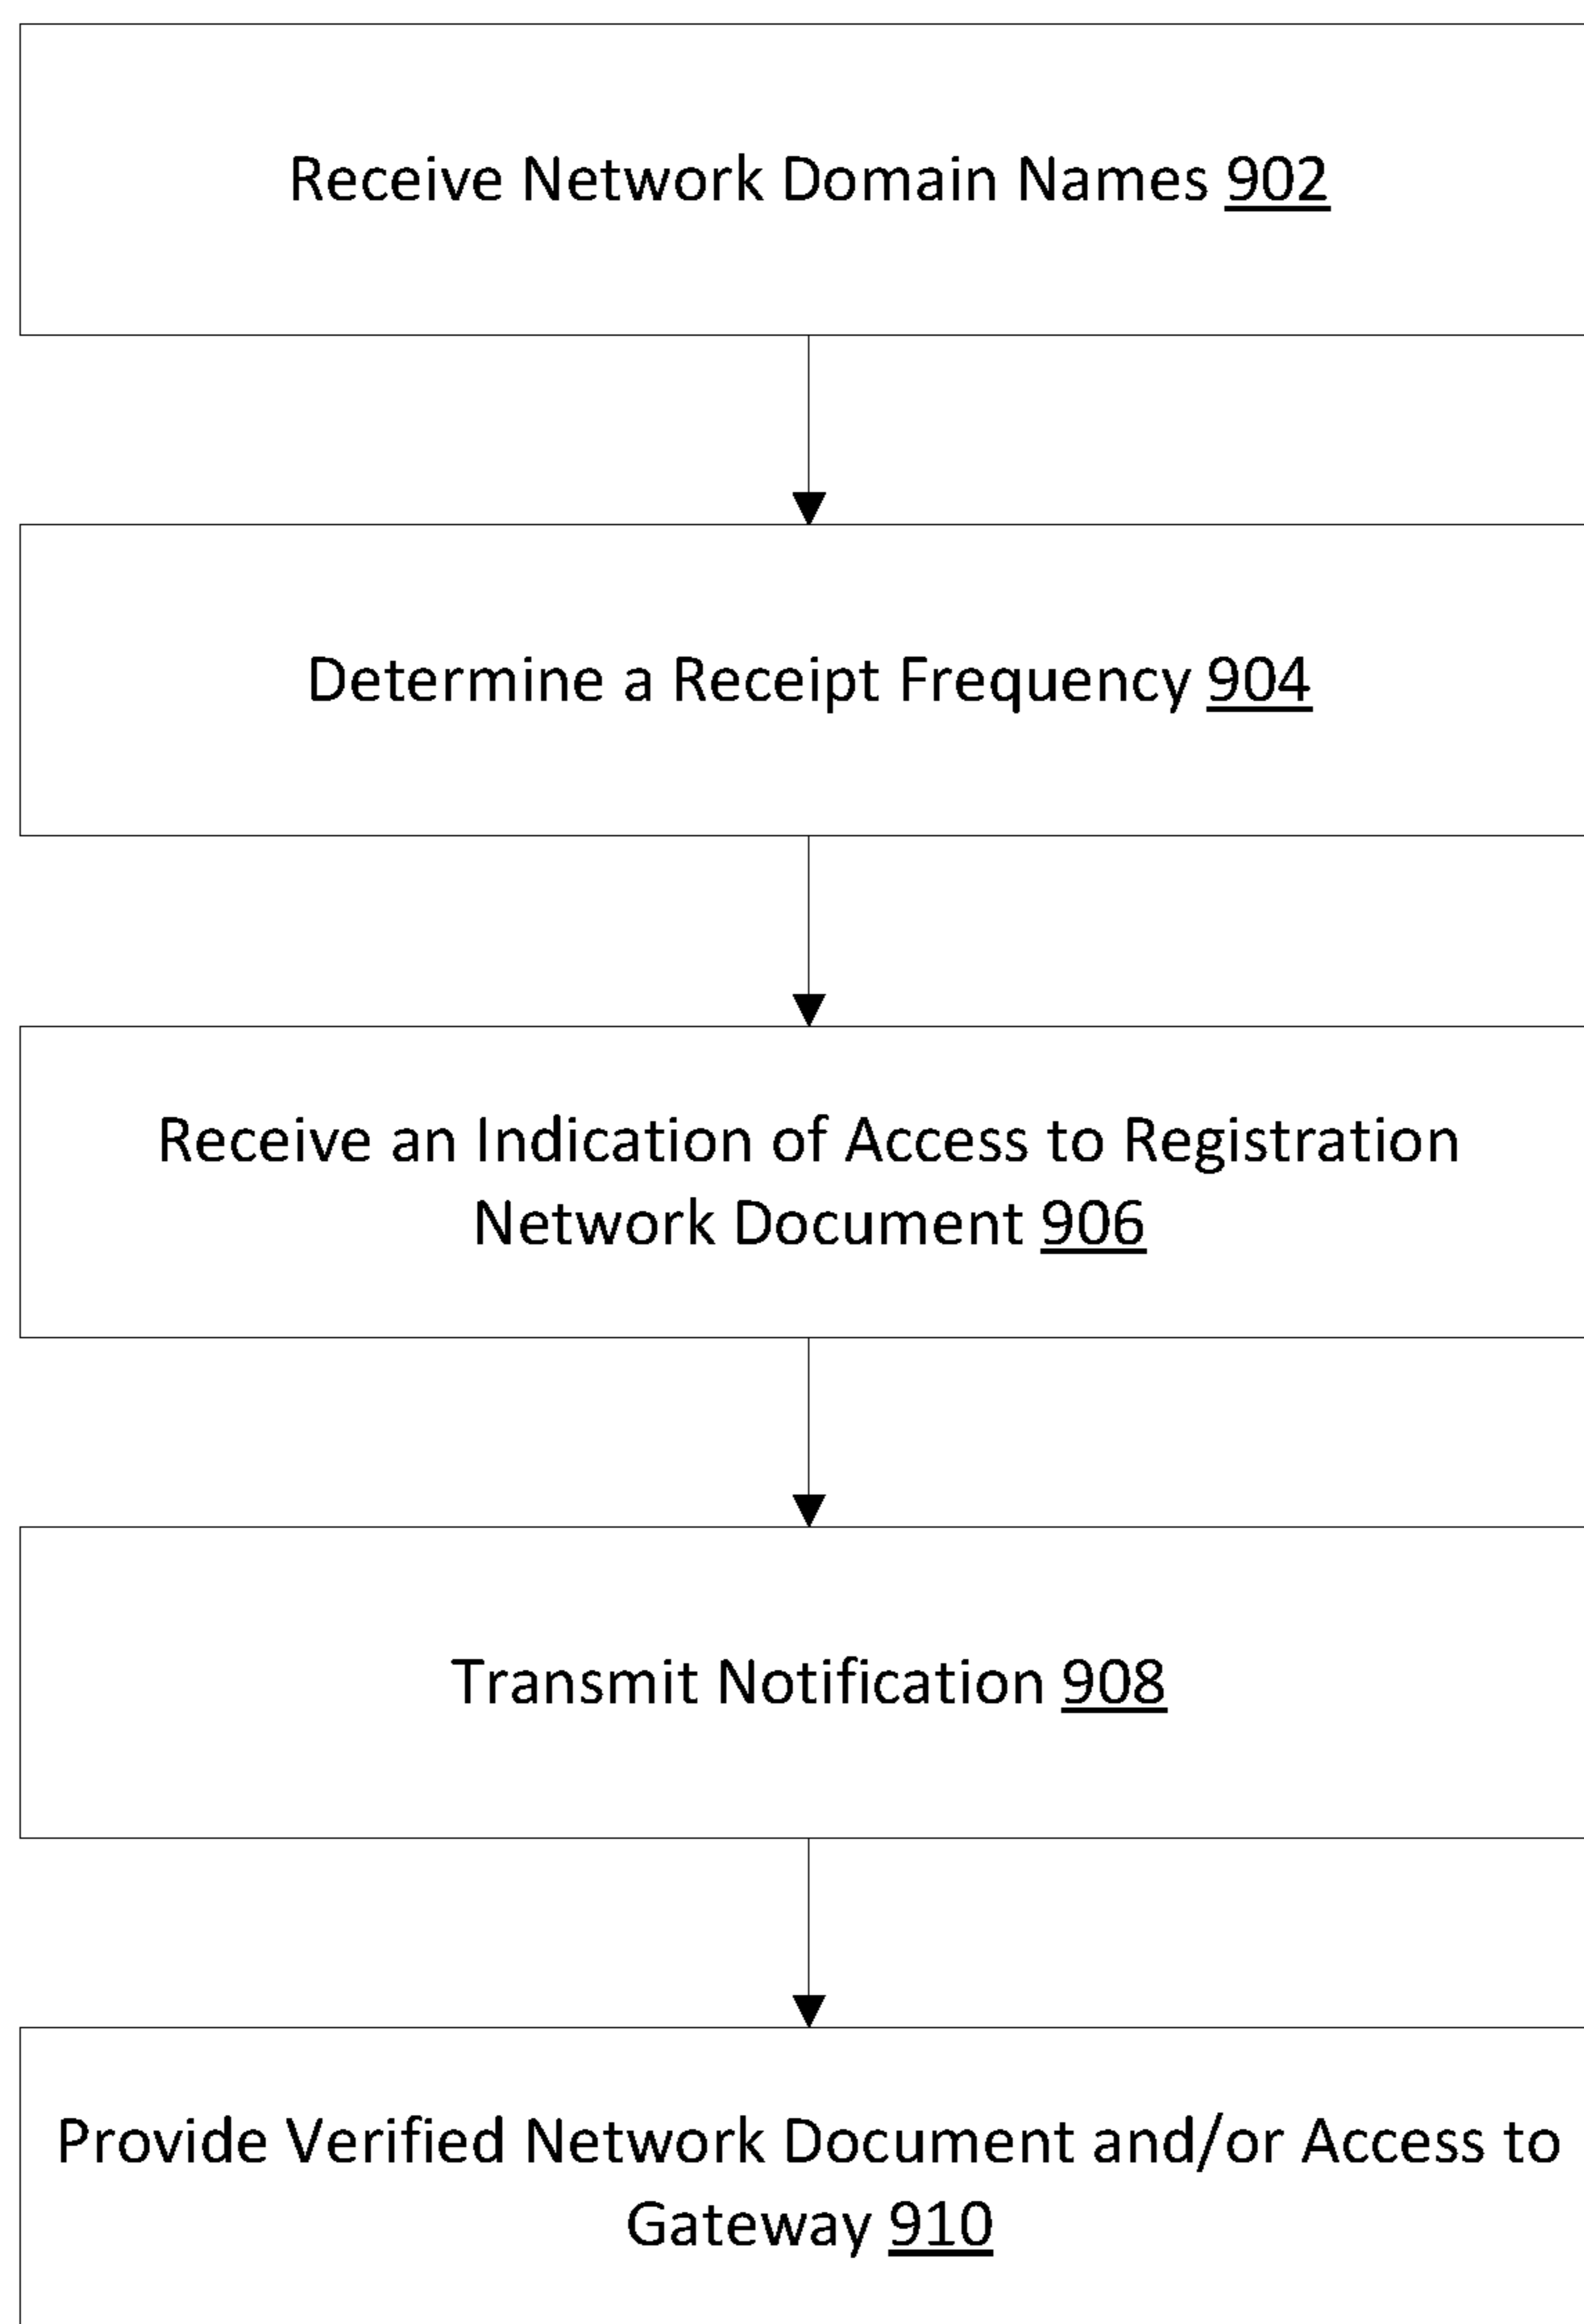 Receive Network Domain Names 902
Determine a Receipt Frequency 904
Receive an Indication of Access to Registration
Network Document 906
Transmit Notification 908
Provide Verified Network Document and/or Access to
Gateway 910